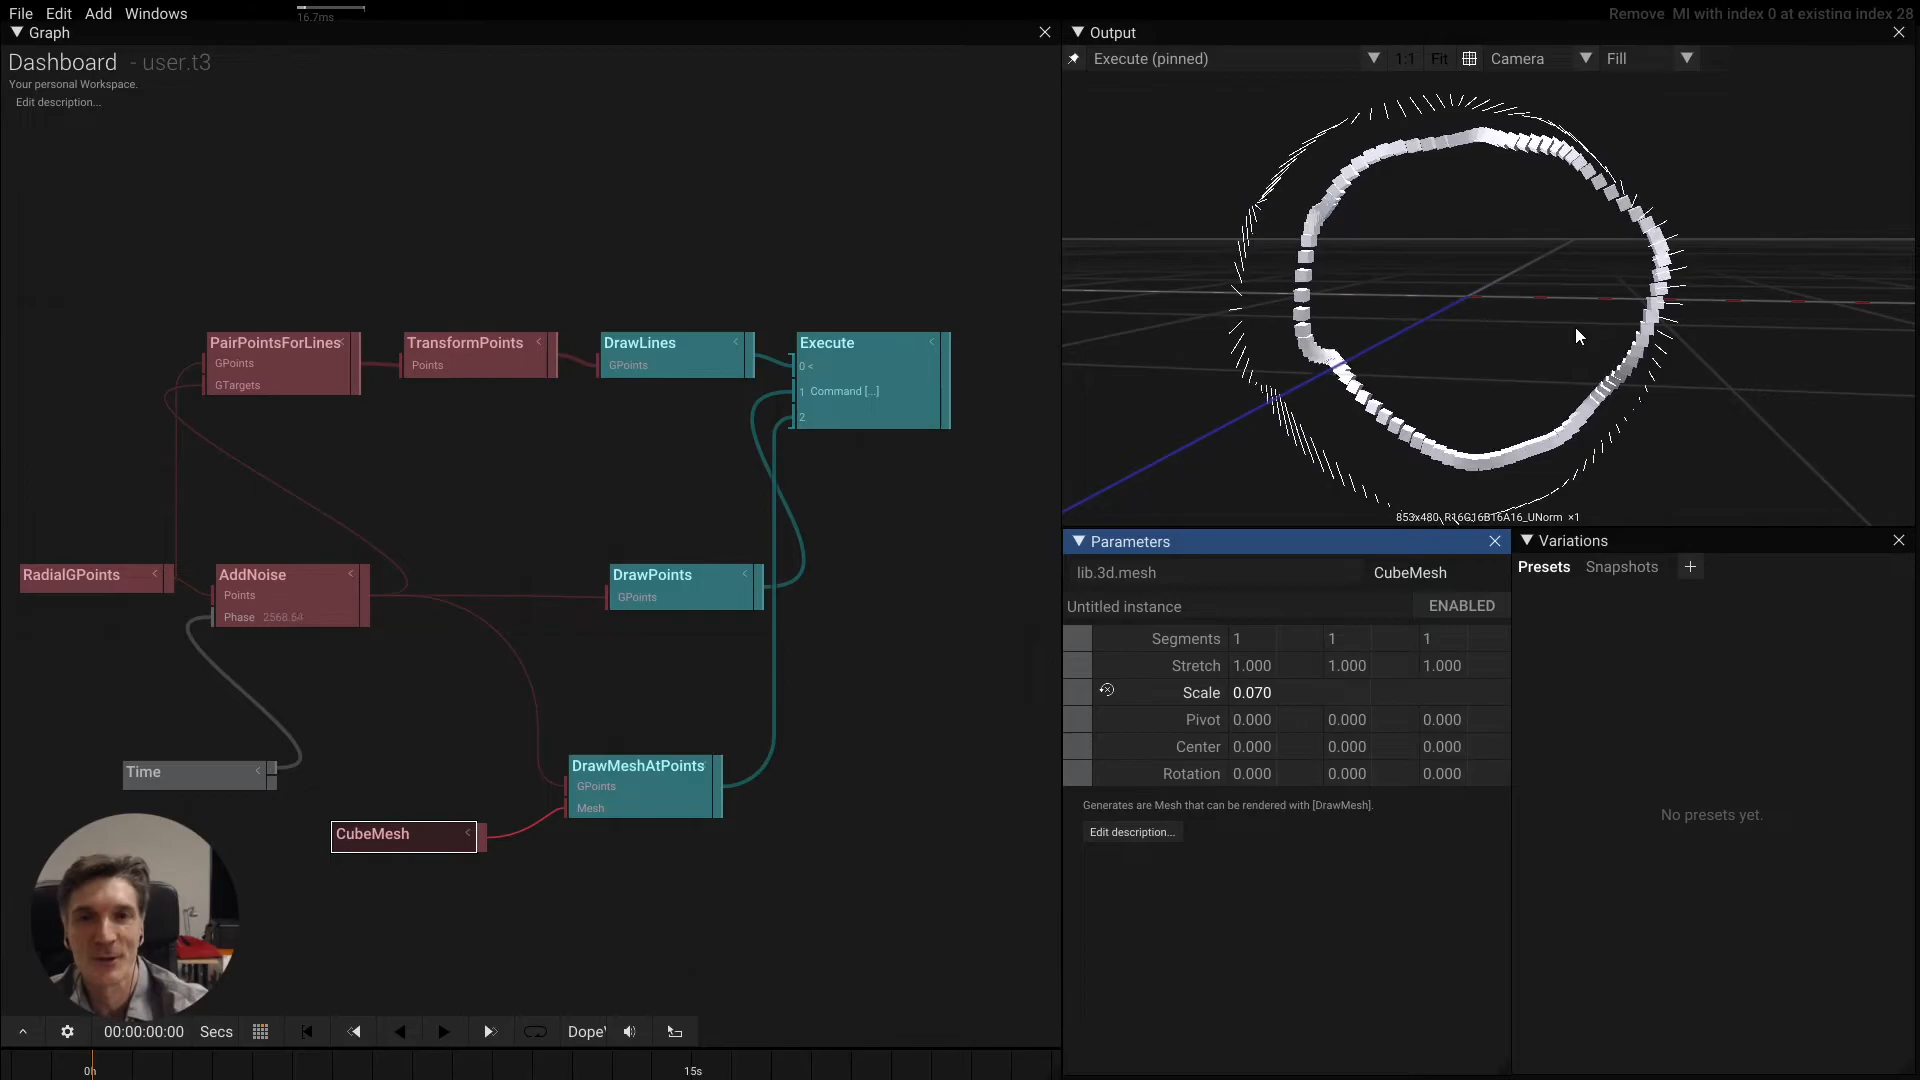 File Edit Add Windows
16.7ms
Remove MI with index 0 at existing index 28
Graph
Dashboard - user.t3
Your personal Workspace.
Edit description...
PairPointsForLines <
GPoints
GTargets
TransformPoints <
Points
DrawLines <
GPoints
Execute <
0 <
1 Command [...]
2
RadialGPoints <
AddNoise <
Points
Phase 2568.64
DrawPoints <
GPoints
Time <
DrawMeshAtPoints
GPoints
Mesh
CubeMesh <
00:00:00:00 Secs
DopeV
0h
15s
Output
Execute (pinned) 1:1 Fit Camera Fill
853x480 R16G16B16A16_UNorm ×1
Parameters
lib.3d.mesh CubeMesh
Untitled instance ENABLED
Segments 1 1 1
Stretch 1.000 1.000 1.000
Scale 0.070
Pivot 0.000 0.000 0.000
Center 0.000 0.000 0.000
Rotation 0.000 0.000 0.000
Generates are Mesh that can be rendered with [DrawMesh].
Edit description...
Variations
Presets Snapshots +
No presets yet.